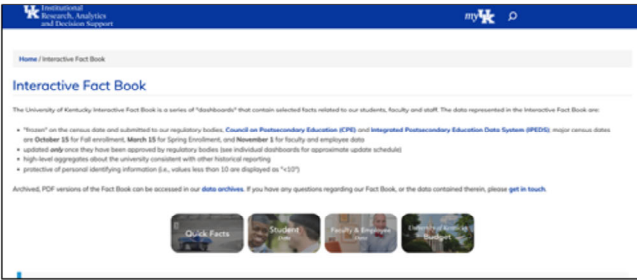 Institutional
Research, Analytics
and Decision Support
myUK
Home / Interactive Fact Book
Interactive Fact Book
The University of Kentucky Interactive Fact Book is a series of "dashboards" that contain selected facts related to our students, faculty and staff. The data represented in the Interactive Fact Book are:
• "frozen" on the census date and submitted to our regulatory bodies, Council on Postsecondary Education (CPE) and Integrated Postsecondary Education Data System (IPEDS); major census dates
are October 15 for Fall enrollment, March 15 for Spring Enrollment, and November 1 for faculty and employee data
• updated only once they have been approved by regulatory bodies (see individual dashboards for approximate update schedule)
• high-level aggregates about the university consistent with other historical reporting
• protective of personal identifying information (i.e., values less than 10 are displayed as "<10")
Archived, PDF versions of the Fact Book can be accessed in our data archives. If you have any questions regarding our Fact Book, or the data contained therein, please get in touch.
Quick Facts
Student
Faculty & Employee
University of Kentucky
Budget